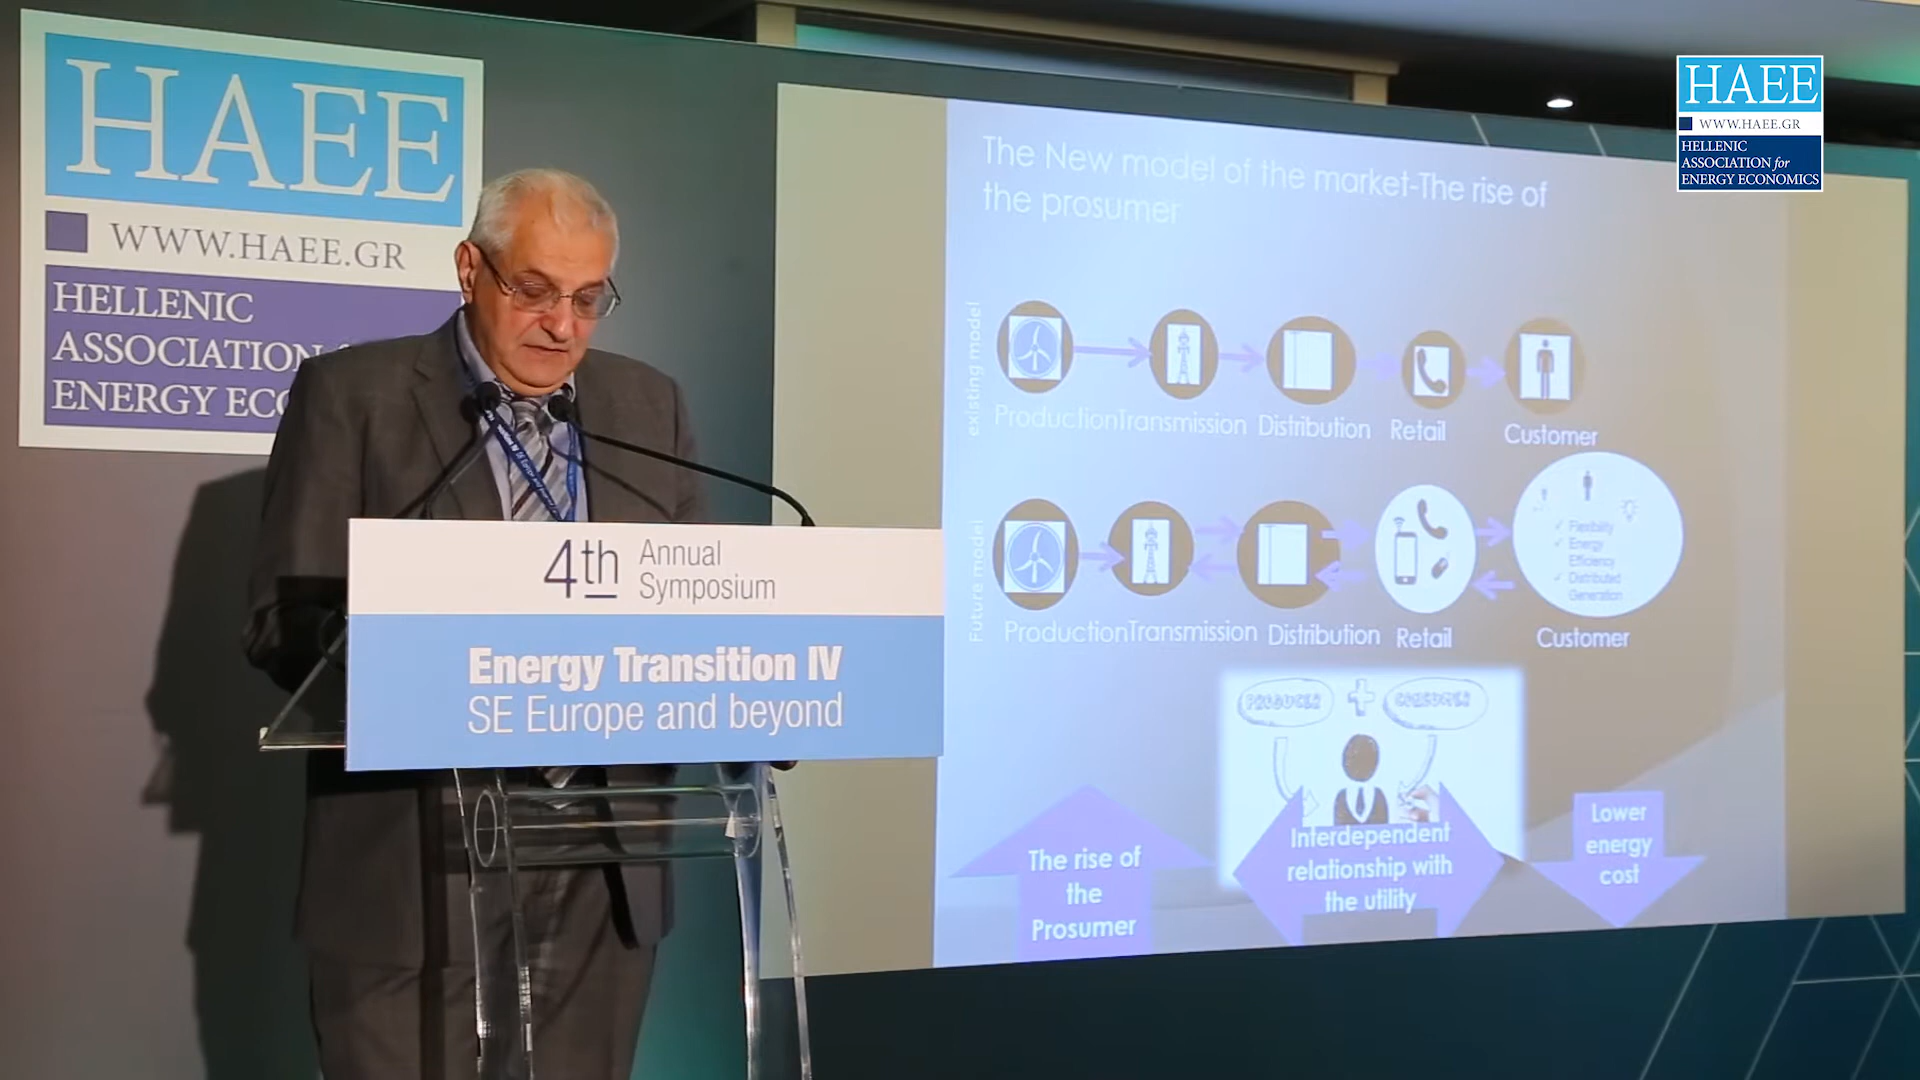 HAEE
WWW.HAEE.GR
HELLENIC
ASSOCIATION
ENERGY
4th Annual
Symposium
Energy Transition IV
SE Europe and beyond
The New model of the market-The rise of
the prosumer
existing model
Production Transmission Distribution Retail Customer
Future model
Flexibility
Energy
Efficiency
Distributed
Generation
Production Transmission Distribution Retail Customer
PRODUCER + CONSUMER
The rise of
the
Prosumer
Interdependent
relationship with
the utility
Lower
energy
cost
HAEE
WWW.HAEE.GR
HELLENIC
ASSOCIATION for
ENERGY ECONOMICS